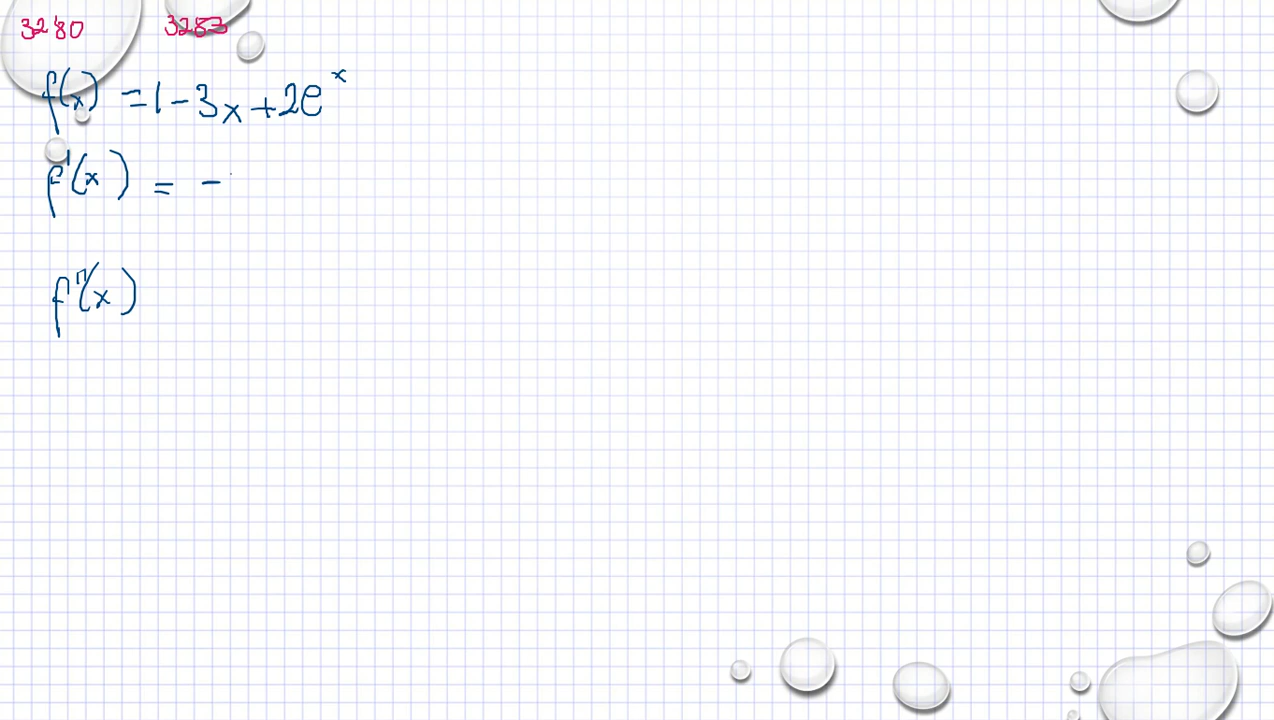 3280 3283
f(x) = 1 - 3x + 2e^x
f'(x) = -
f''(x)